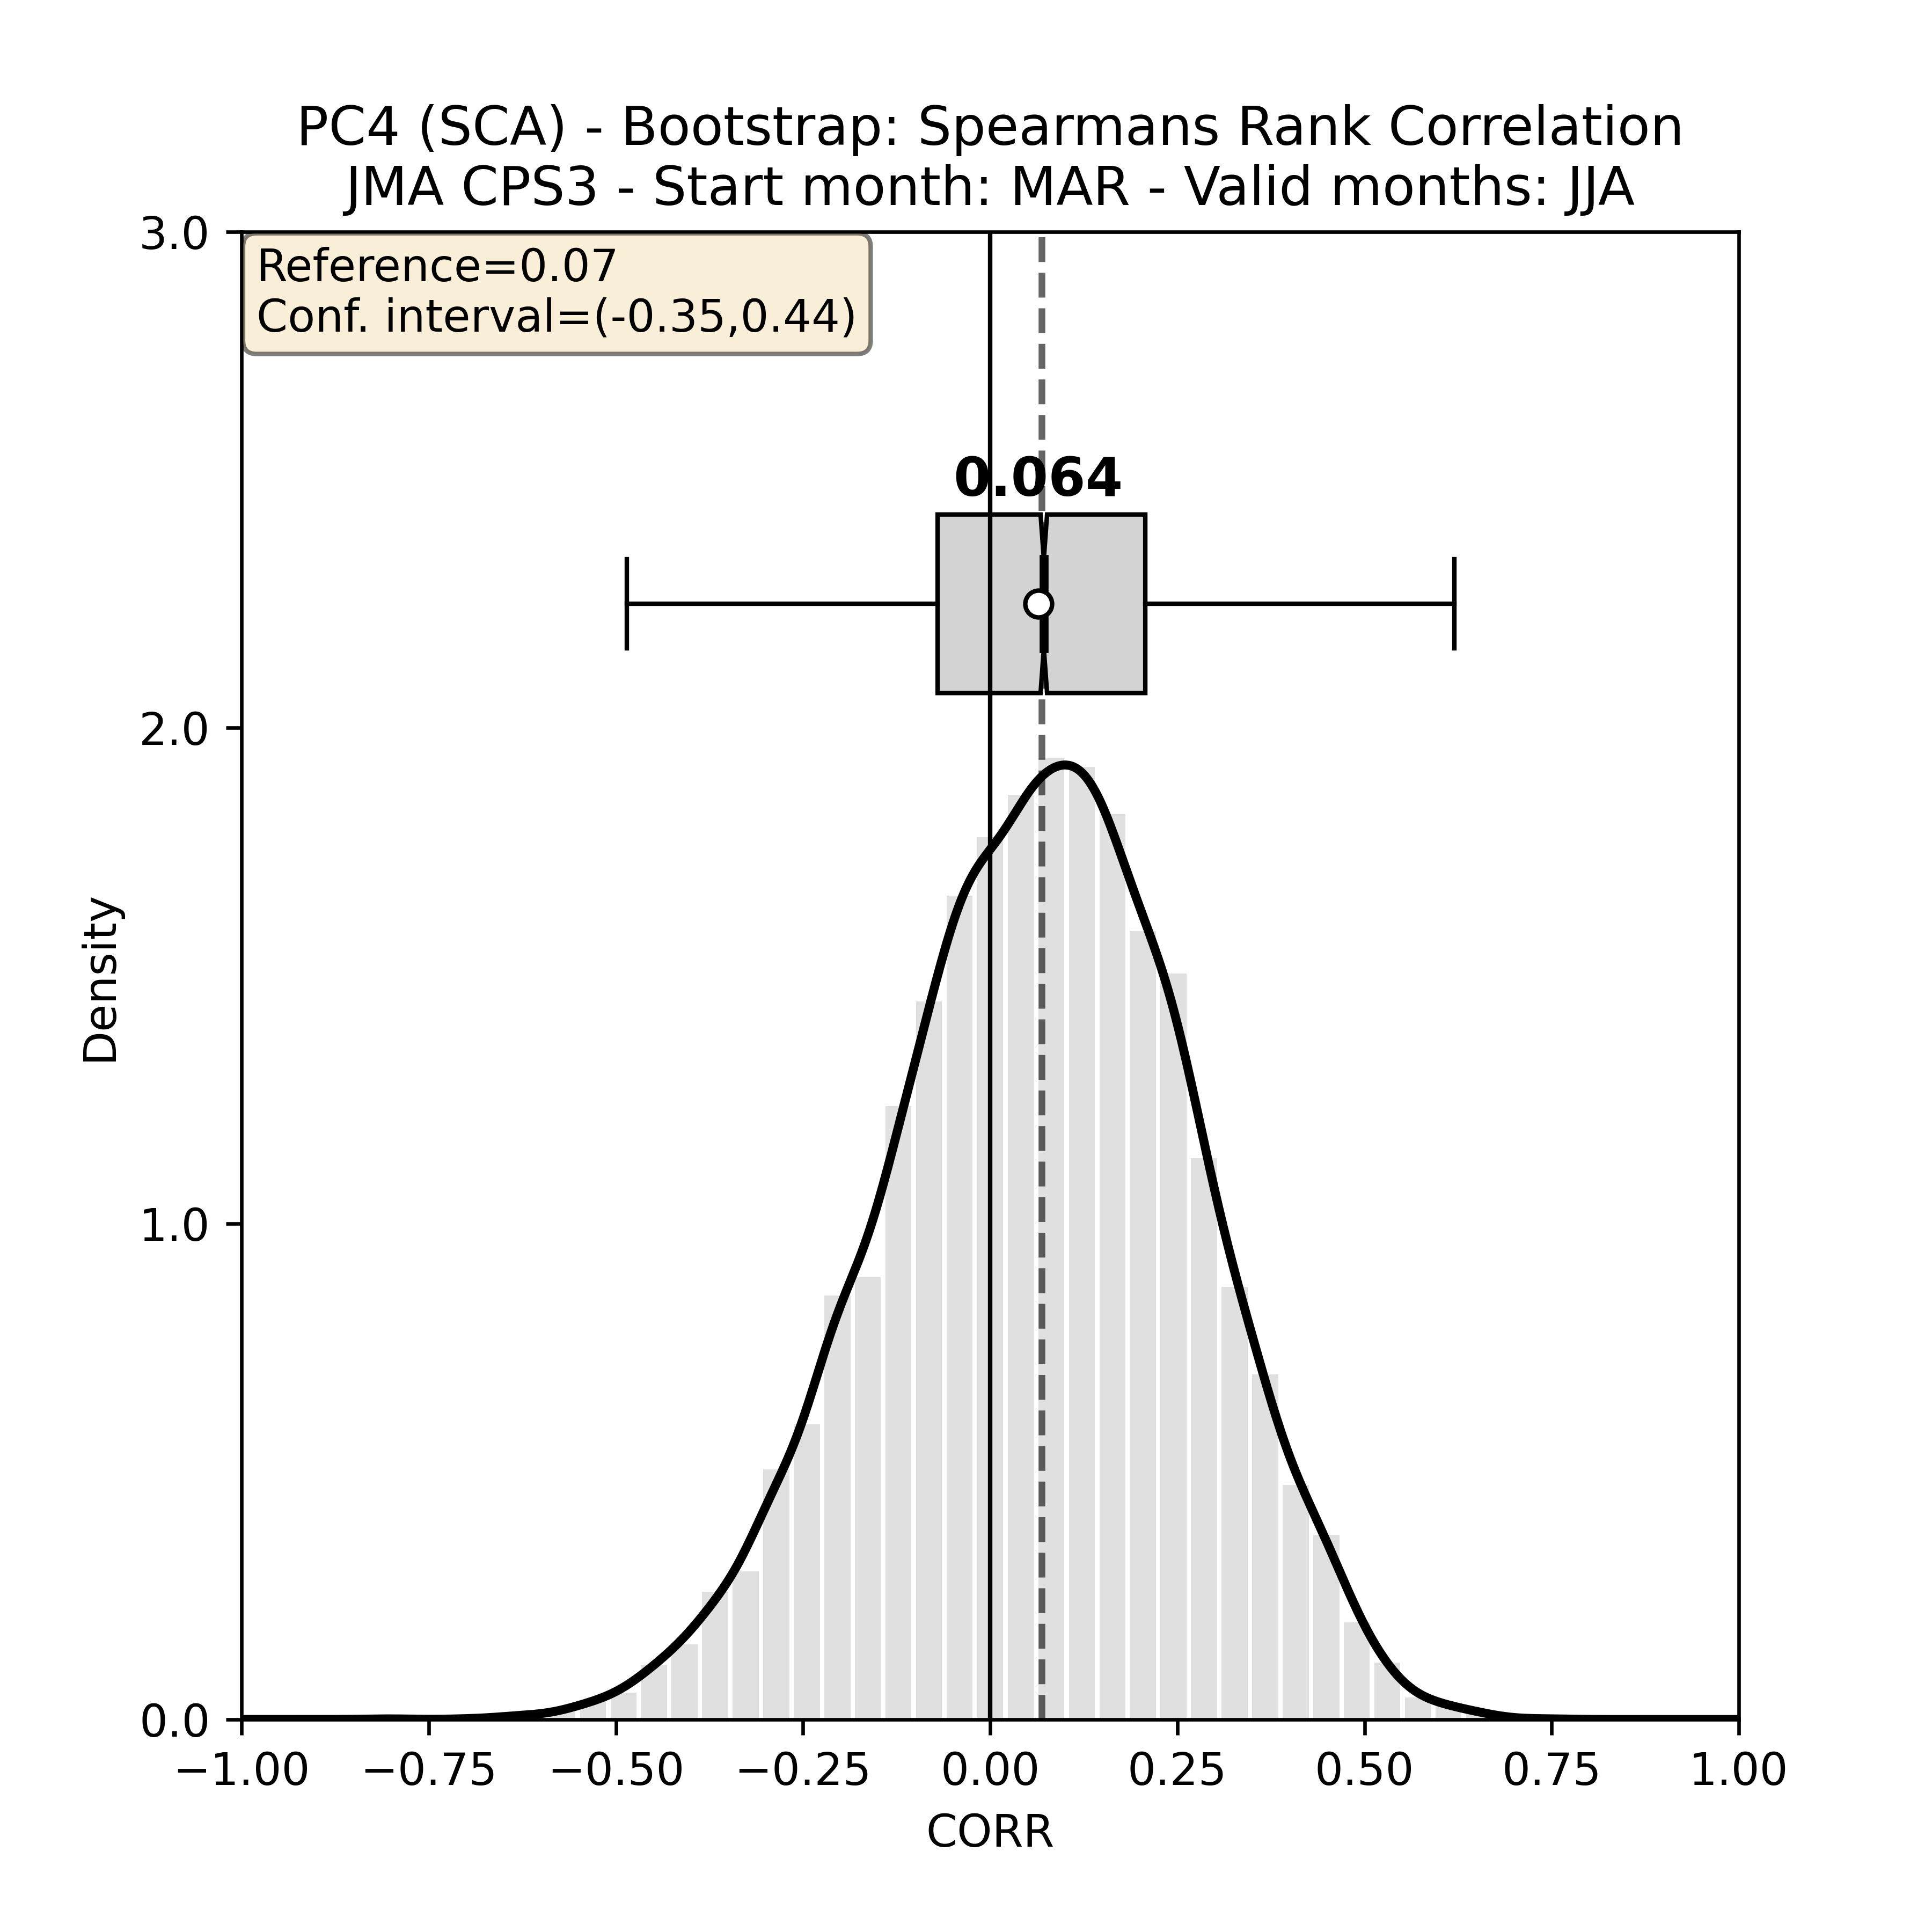 PC4 (SCA) - Bootstrap: Spearmans Rank Correlation
JMA CPS3 - Start month: MAR - Valid months: JJA
Reference=0.07
Conf. interval=(-0.35,0.44)
0.064
3.0
2.0
1.0
0.0
Density
−1.00 −0.75 −0.50 −0.25 0.00 0.25 0.50 0.75 1.00
CORR